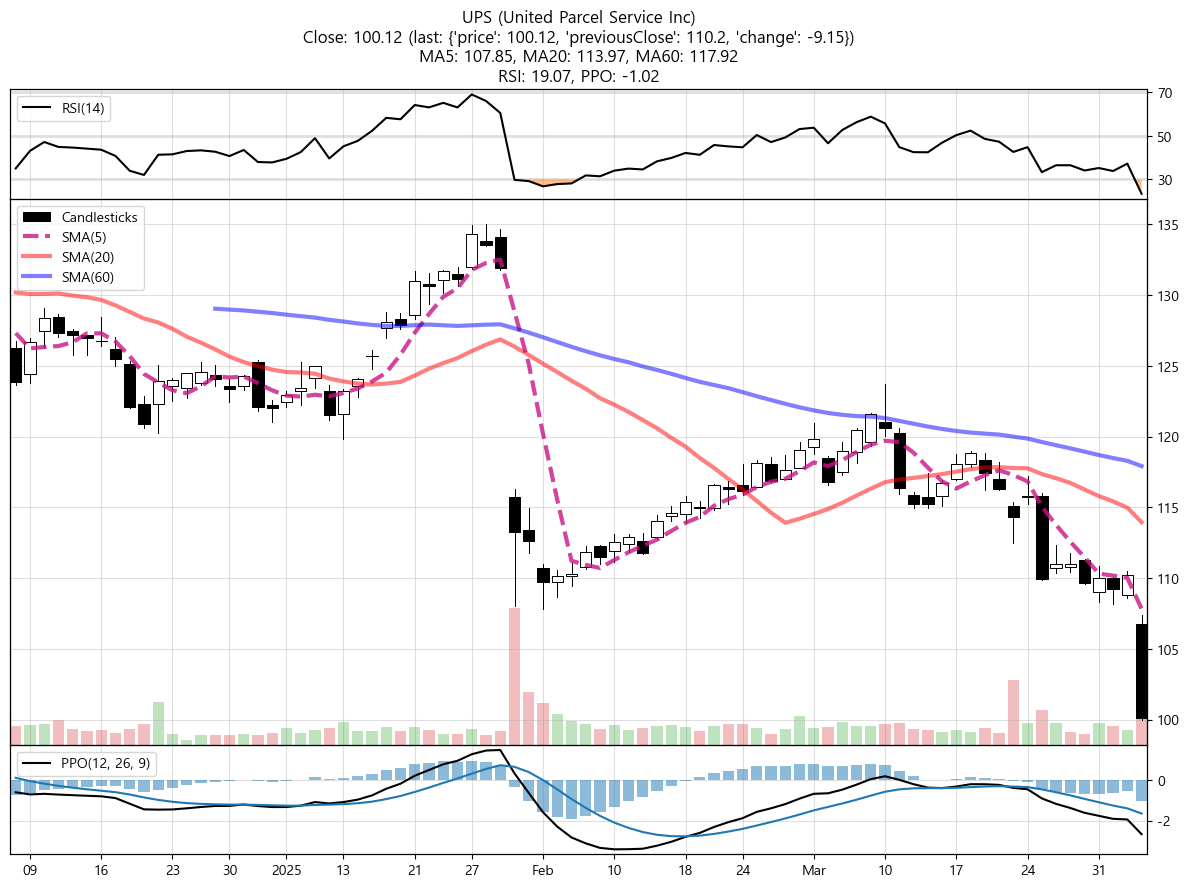 UPS (United Parcel Service Inc)
Close: 100.12 (last: {'price': 100.12, 'previousClose': 110.2, 'change': -9.15})
MA5: 107.85, MA20: 113.97, MA60: 117.92
RSI: 19.07, PPO: -1.02
RSI(14)
70
50
30
Candlesticks
SMA(5)
SMA(20)
SMA(60)
135
130
125
120
115
110
105
100
PPO(12, 26, 9)
0
-2
09 16 23 30 2025 13 21 27 Feb 10 18 24 Mar 10 17 24 31